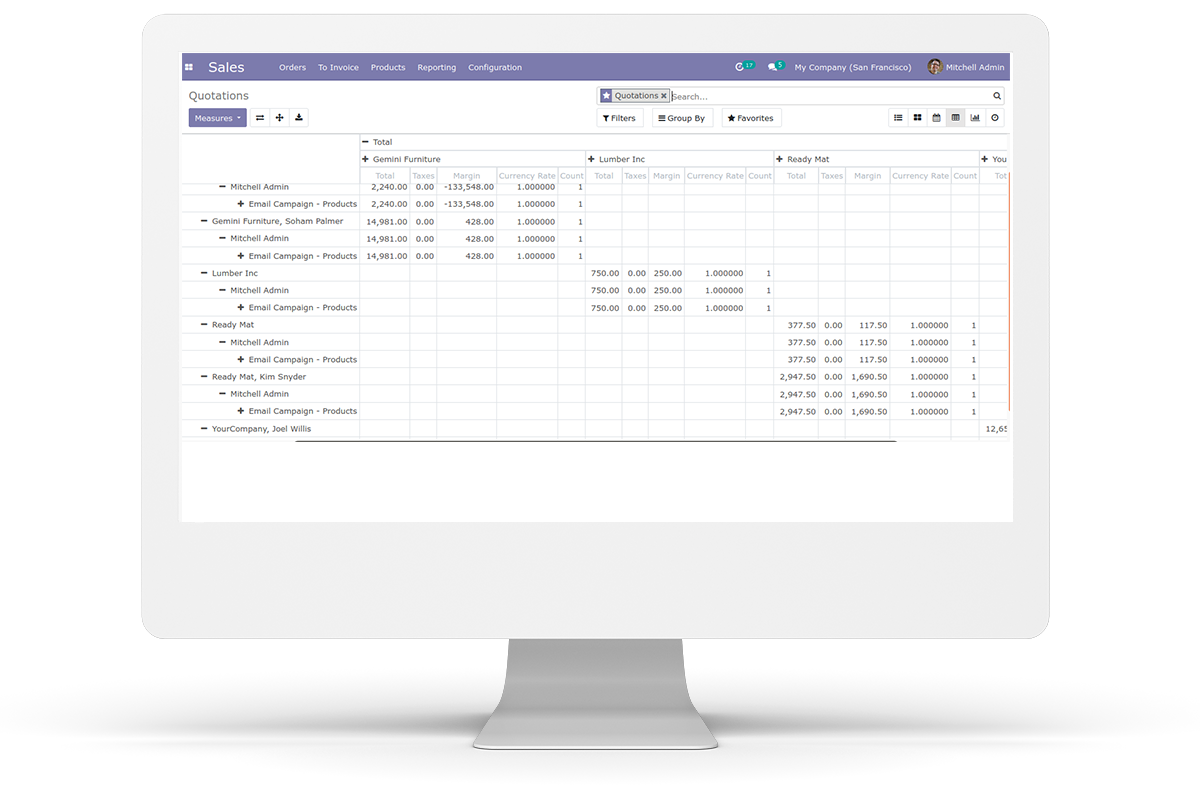 Sales Orders To Invoice Products Reporting Configuration 17 5 My Company (San Francisco) Mitchell Admin
Quotations Quotations × Search...
Measures Filters Group By Favorites
Total
Gemini Furniture Lumber Inc Ready Mat You
Total Taxes Margin Currency Rate Count Total Taxes Margin Currency Rate Count Total Taxes Margin Currency Rate Count Tot
Mitchell Admin 2,240.00 0.00 -133,548.00 1.000000 1
Email Campaign - Products 2,240.00 0.00 -133,548.00 1.000000 1
Gemini Furniture, Soham Palmer 14,981.00 0.00 428.00 1.000000 1
Mitchell Admin 14,981.00 0.00 428.00 1.000000 1
Email Campaign - Products 14,981.00 0.00 428.00 1.000000 1
Lumber Inc 750.00 0.00 250.00 1.000000 1
Mitchell Admin 750.00 0.00 250.00 1.000000 1
Email Campaign - Products 750.00 0.00 250.00 1.000000 1
Ready Mat 377.50 0.00 117.50 1.000000 1
Mitchell Admin 377.50 0.00 117.50 1.000000 1
Email Campaign - Products 377.50 0.00 117.50 1.000000 1
Ready Mat, Kim Snyder 2,947.50 0.00 1,690.50 1.000000 1
Mitchell Admin 2,947.50 0.00 1,690.50 1.000000 1
Email Campaign - Products 2,947.50 0.00 1,690.50 1.000000 1
YourCompany, Joel Willis 12,65